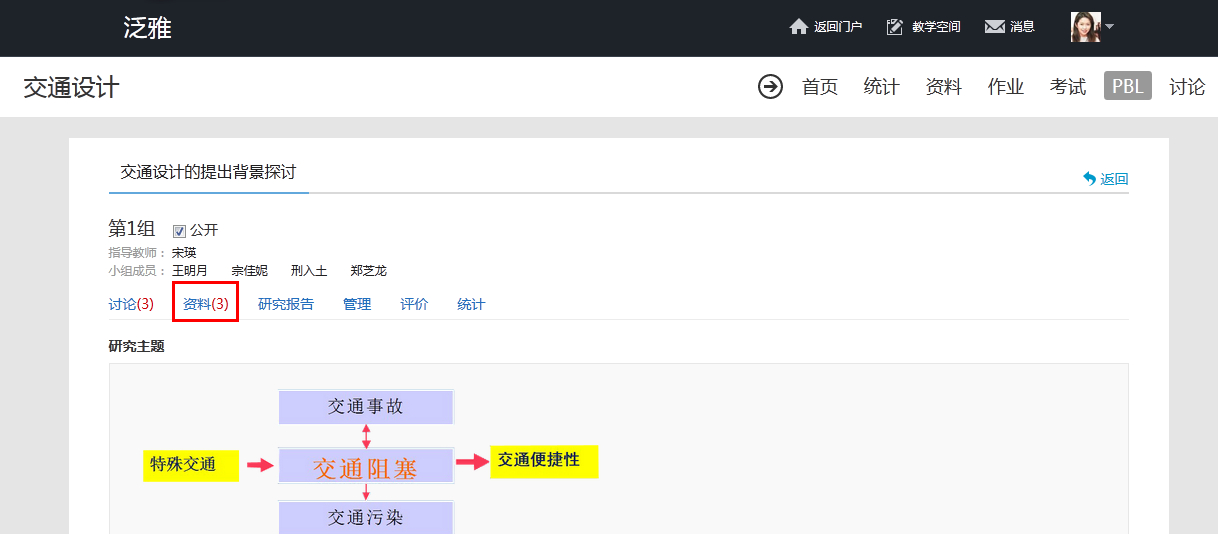 泛雅 返回门户 教学空间 消息
交通设计 首页 统计 资料 作业 考试 PBL 讨论
交通设计的提出背景探讨 返回
第1组 公开
指导教师： 宋瑛
小组成员： 王明月 宗佳妮 刑入土 郑芝龙
讨论(3) 资料(3) 研究报告 管理 评价 统计
研究主题
交通事故
特殊交通 交通阻塞 交通便捷性
交通污染